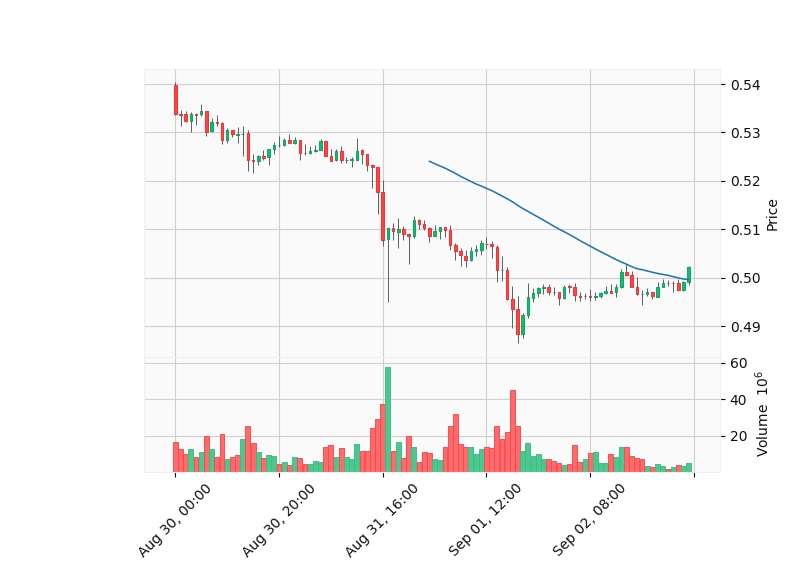 0.54
0.53
0.52
0.51
0.50
0.49
Price
60
40
20
Volume 10^6
Aug 30, 00:00
Aug 30, 20:00
Aug 31, 16:00
Sep 01, 12:00
Sep 02, 08:00